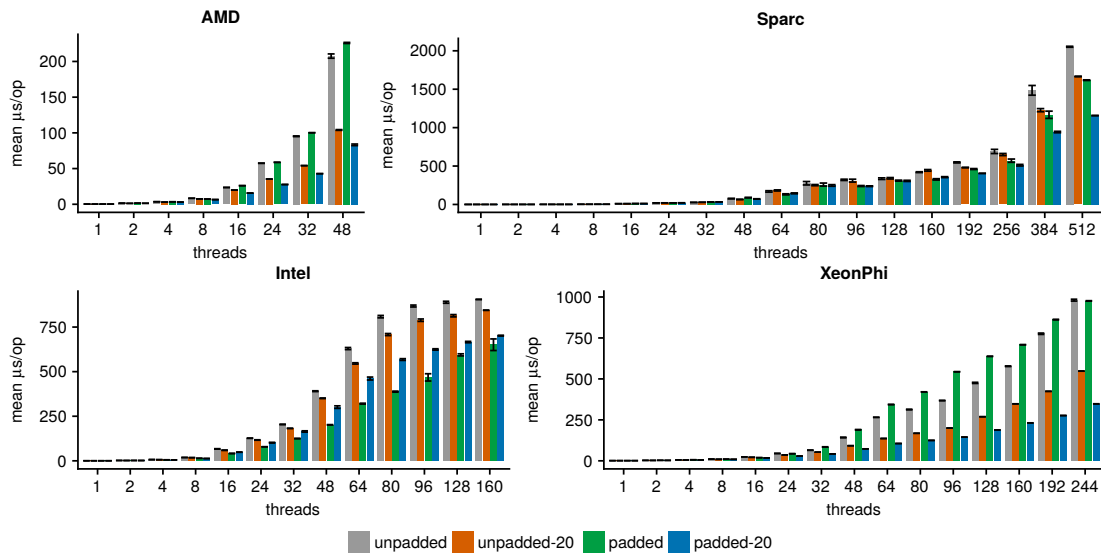 AMD
mean μs/op
200
150
100
50
0
1 2 4 8 16 24 32 48
threads
Sparc
mean μs/op
2000
1500
1000
500
0
1 2 4 8 16 24 32 48 64 80 96 128 160 192 256 384 512
threads
Intel
mean μs/op
750
500
250
0
1 2 4 8 16 24 32 48 64 80 96 128 160
threads
XeonPhi
mean μs/op
1000
750
500
250
0
1 2 4 8 16 24 32 48 64 80 96 128 160 192 244
threads
unpadded unpadded-20 padded padded-20